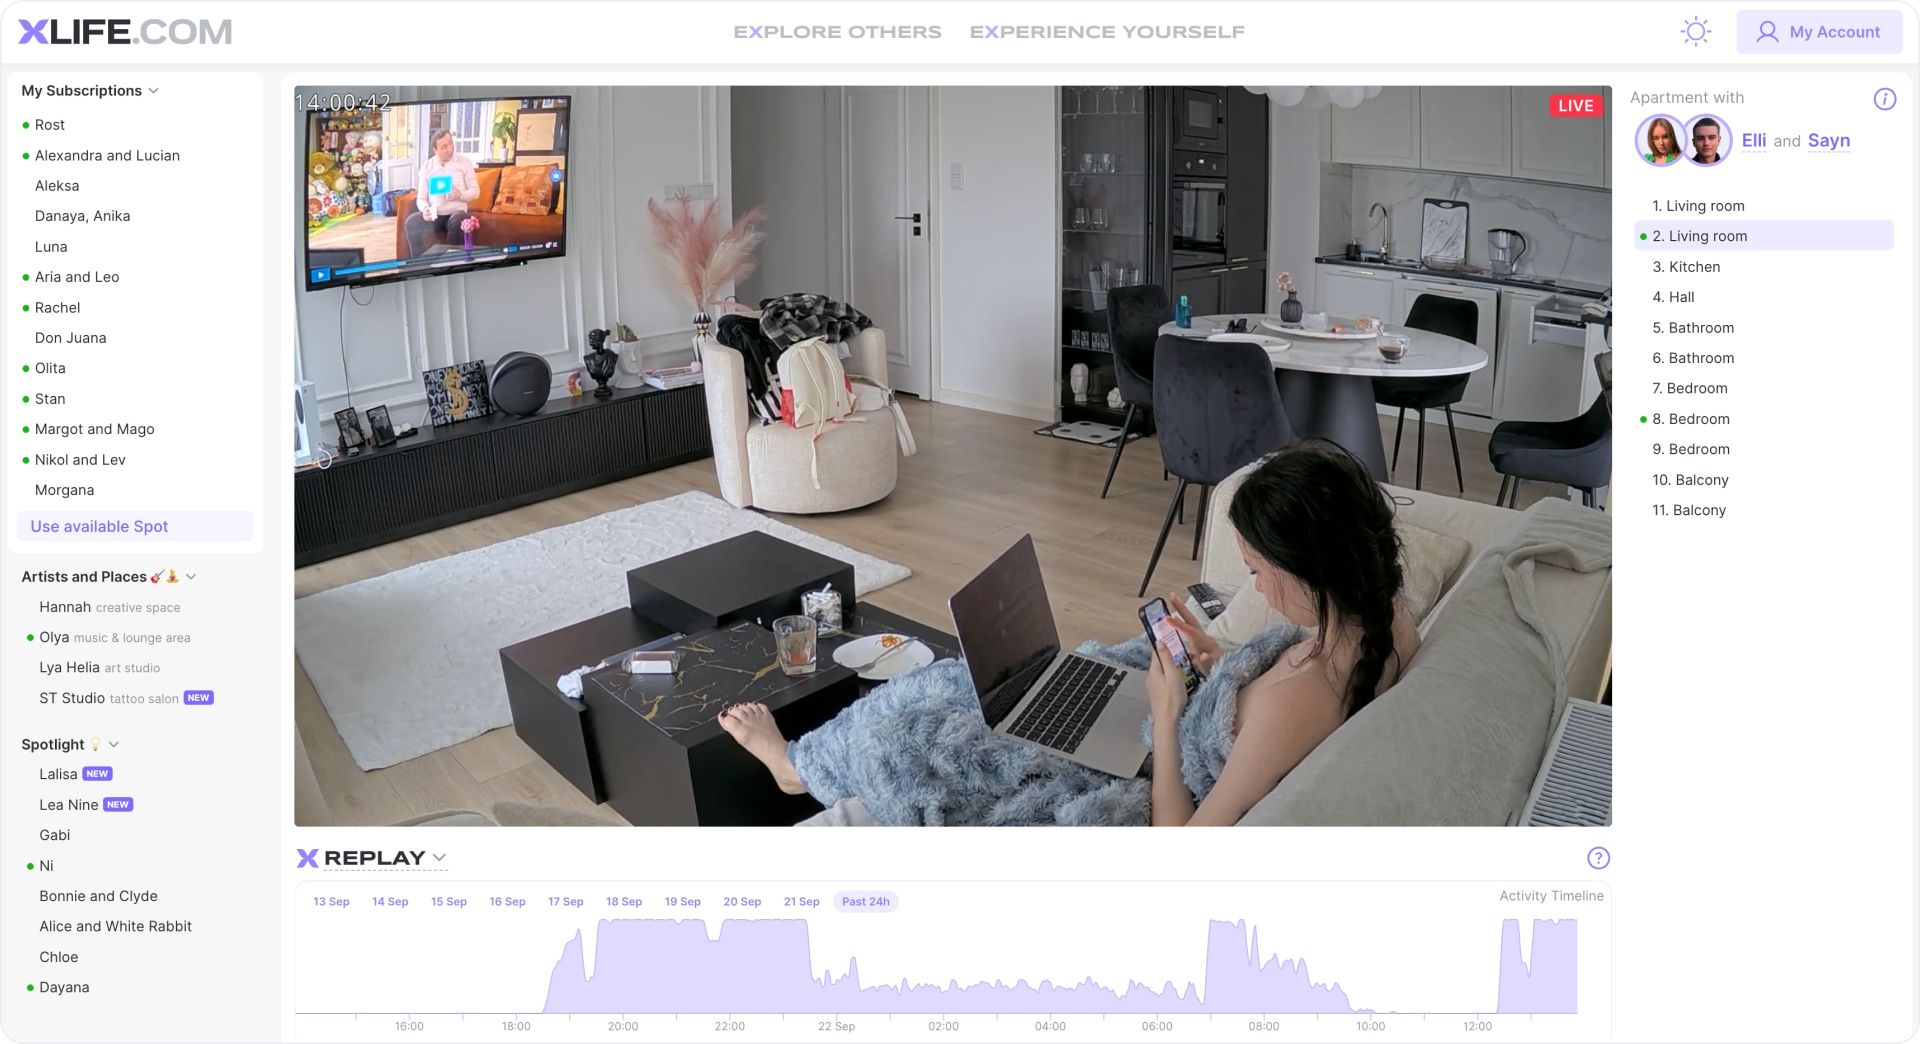 XLIFE.COM
EXPLORE OTHERS
EXPERIENCE YOURSELF
My Account
My Subscriptions
Rost
Alexandra and Lucian
Aleksa
Danaya, Anika
Luna
Aria and Leo
Rachel
Don Juana
Olita
Stan
Margot and Mago
Nikol and Lev
Morgana
Use available Spot
Artists and Places
Hannah creative space
Olya music & lounge area
Lya Helia art studio
ST Studio tattoo salon NEW
Spotlight
Lalisa NEW
Lea Nine NEW
Gabi
Ni
Bonnie and Clyde
Alice and White Rabbit
Chloe
Dayana
14:00:42
LIVE
Apartment with
Elli and Sayn
1. Living room
2. Living room
3. Kitchen
4. Hall
5. Bathroom
6. Bathroom
7. Bedroom
8. Bedroom
9. Bedroom
10. Balcony
11. Balcony
X REPLAY
?
13 Sep 14 Sep 15 Sep 16 Sep 17 Sep 18 Sep 19 Sep 20 Sep 21 Sep Past 24h
Activity Timeline
16:00 18:00 20:00 22:00 22 Sep 02:00 04:00 06:00 08:00 10:00 12:00